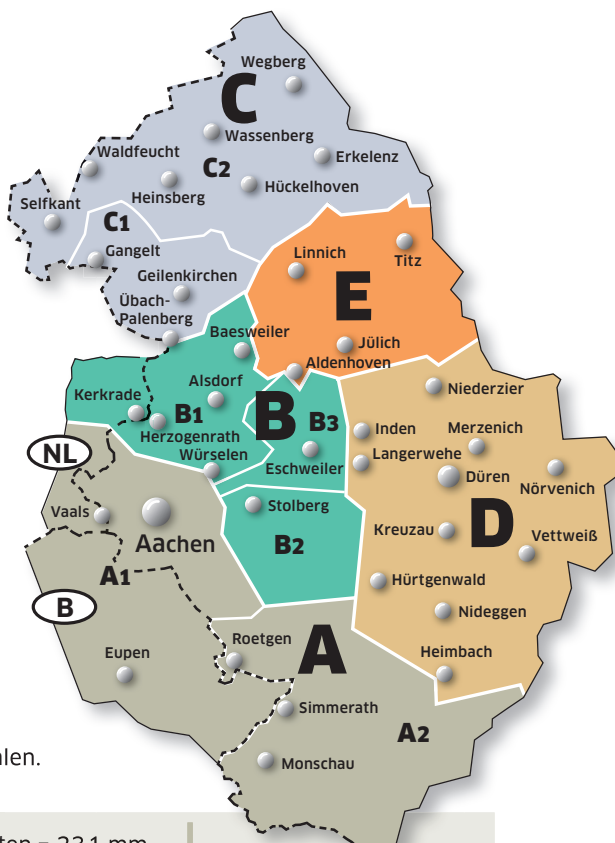 Wegberg
C
Wassenberg
Waldfeucht
C2
Erkelenz
Heinsberg
Hückelhoven
Selfkant
C1
Gangelt
Linnich
Titz
Geilenkirchen
E
Übach-
Palenberg
Baesweiler
Jülich
Aldenhoven
Alsdorf
Niederzier
Kerkrade
B1
B
B3
Inden
Merzenich
Herzogenrath
NL
Würselen
Eschweiler
Langerwehe
Düren
Nörvenich
Vaals
Stolberg
Aachen
B2
Kreuzau
D
Vettweiß
A1
Hürtgenwald
B
Nideggen
Roetgen
A
Eupen
Heimbach
Simmerath
A2
Monschau